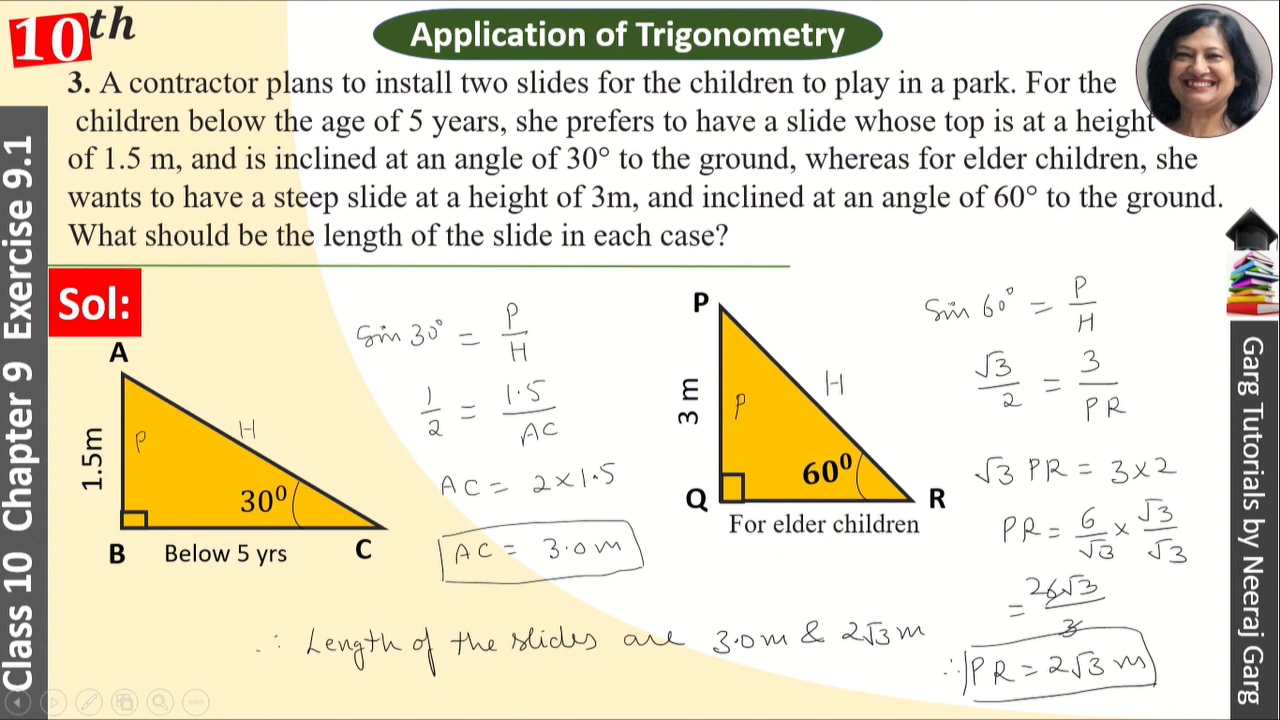 10th
Application of Trigonometry
3. A contractor plans to install two slides for the children to play in a park. For the
children below the age of 5 years, she prefers to have a slide whose top is at a height
of 1.5 m, and is inclined at an angle of 30° to the ground, whereas for elder children, she
wants to have a steep slide at a height of 3m, and inclined at an angle of 60° to the ground.
What should be the length of the slide in each case?
Class 10 Chapter 9 Exercise 9.1
Sol:
A
1.5m
P
H
30⁰
B
Below 5 yrs
C
Sin 30° = P/H
1/2 = 1.5/AC
AC = 2×1.5
AC = 3.0 m
P
3 m
P
H
60⁰
Q
R
For elder children
Sin 60° = P/H
√3/2 = 3/PR
√3 PR = 3×2
PR = 6/√3 × √3/√3
= 26√3/3
∴ PR = 2√3 m
∴ Length of the slides are 3.0m & 2√3 m
Garg Tutorials by Neeraj Garg